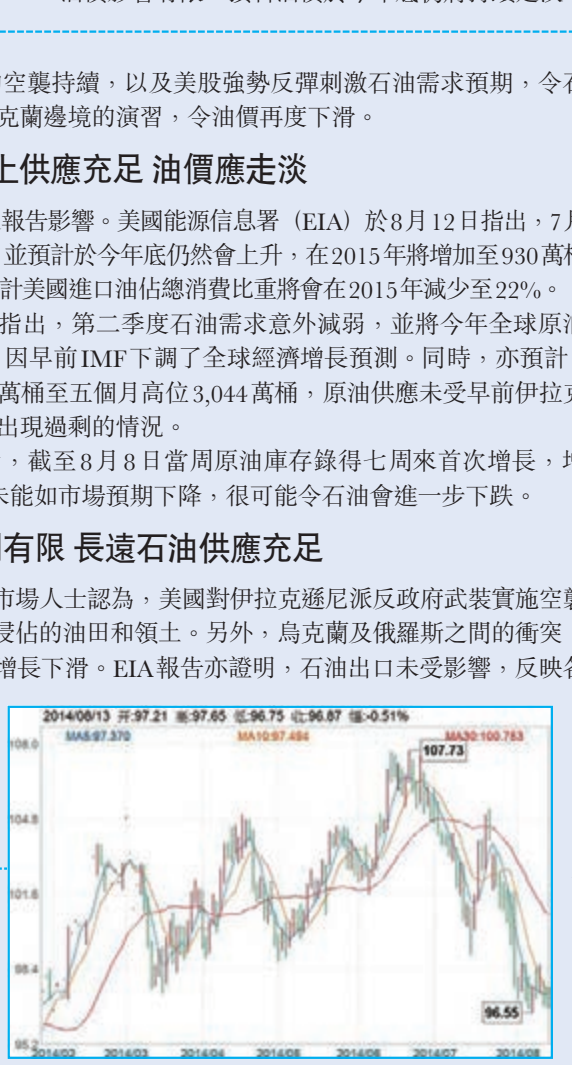 空襲持續，以及美股強勢反彈刺激石油需求預期，令石
克蘭邊境的演習，令油價再度下滑。
上供應充足 油價應走淡
報告影響。美國能源信息署（EIA）於8月12日指出，7月
並預計於今年底仍然會上升，在2015年將增加至930萬桶
計美國進口油佔總消費比重將會在2015年減少至22%。
指出，第二季度石油需求意外減弱，並將今年全球原油
因早前IMF下調了全球經濟增長預測。同時，亦預計
萬桶至五個月高位3,044萬桶，原油供應未受早前伊拉克
出現過剩的情況。
，截至8月8日當周原油庫存錄得七周來首次增長，增
未能如市場預期下降，很可能令石油會進一步下跌。
有限 長遠石油供應充足
市場人士認為，美國對伊拉克遜尼派反政府武裝實施空襲
侵佔的油田和領土。另外，烏克蘭及俄羅斯之間的衝突
增長下滑。EIA報告亦證明，石油出口未受影響，反映各
2014/08/13 开:97.21 高:97.65 低:96.75 收:96.87 幅:-0.51%
MA5:97.370 MA10:97.484 MA30:100.753
108.0
107.73
104.8
101.6
98.4
96.55
95.2
2014/02 2014/03 2014/04 2014/05 2014/06 2014/07 2014/08